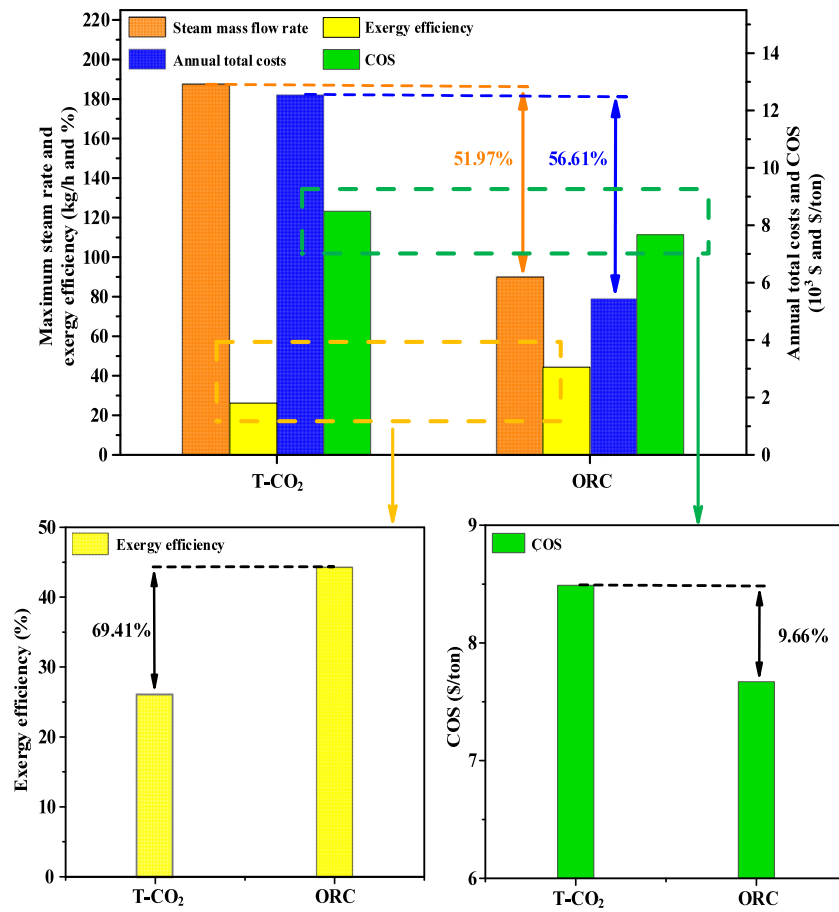 Steam mass flow rate
Exergy efficiency
Annual total costs
COS
Maximum steam rate and
exergy efficiency (kg/h and %)
220
200
180
160
140
120
100
80
60
40
20
0
51.97%
56.61%
14
12
10
8
6
4
2
0
Annual total costs and COS
(10³ $ and $/ton)
T-CO₂
ORC
Exergy efficiency (%)
50
40
30
20
10
0
Exergy efficiency
69.41%
T-CO₂
ORC
COS ($/ton)
9
8
7
6
COS
9.66%
T-CO₂
ORC